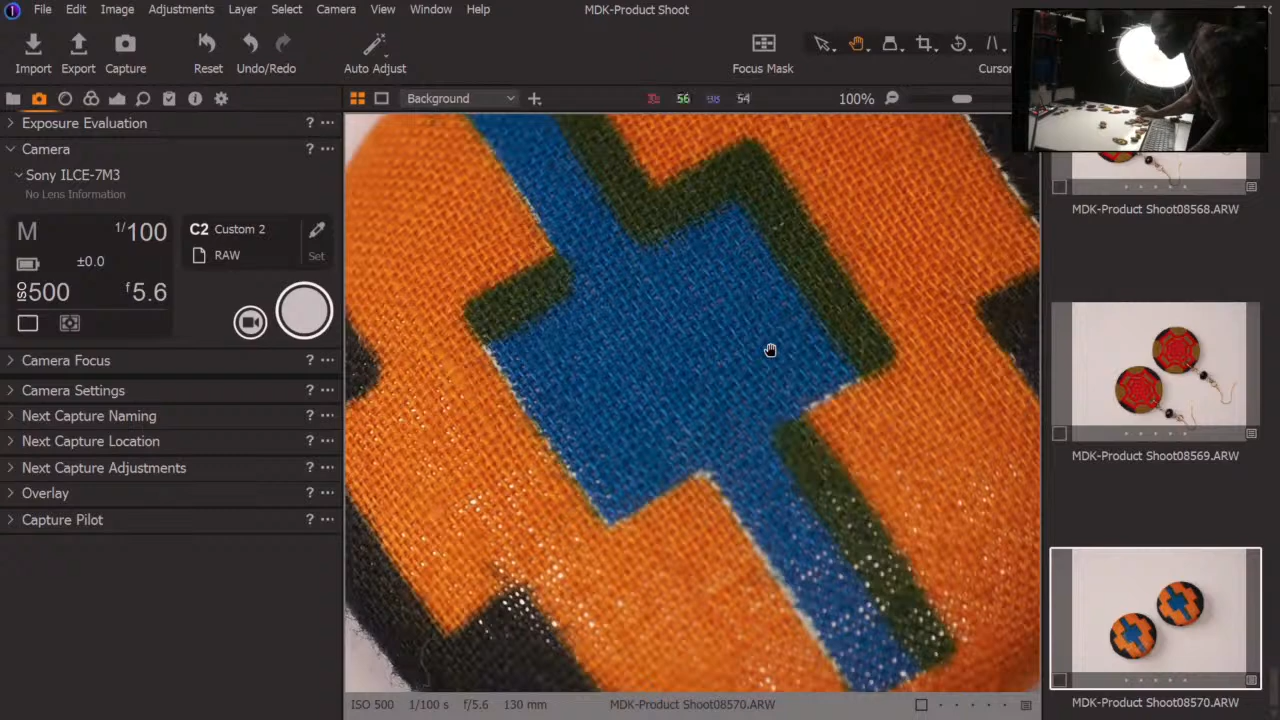 File Edit Image Adjustments Layer Select Camera View Window Help
MDK-Product Shoot
Import Export Capture Reset Undo/Redo Auto Adjust Focus Mask Cursor
Background
56 54 100%
Exposure Evaluation ? ...
Camera ? ...
Sony ILCE-7M3
No Lens Information
M 1/100
C2 Custom 2
±0.0
RAW Set
ISO 500 f5.6
Camera Focus ? ...
Camera Settings ? ...
Next Capture Naming ? ...
Next Capture Location ? ...
Next Capture Adjustments ? ...
Overlay ? ...
Capture Pilot ? ...
ISO 500 1/100 s f/5.6 130 mm MDK-Product Shoot08570.ARW
MDK-Product Shoot08568.ARW
MDK-Product Shoot08569.ARW
MDK-Product Shoot08570.ARW